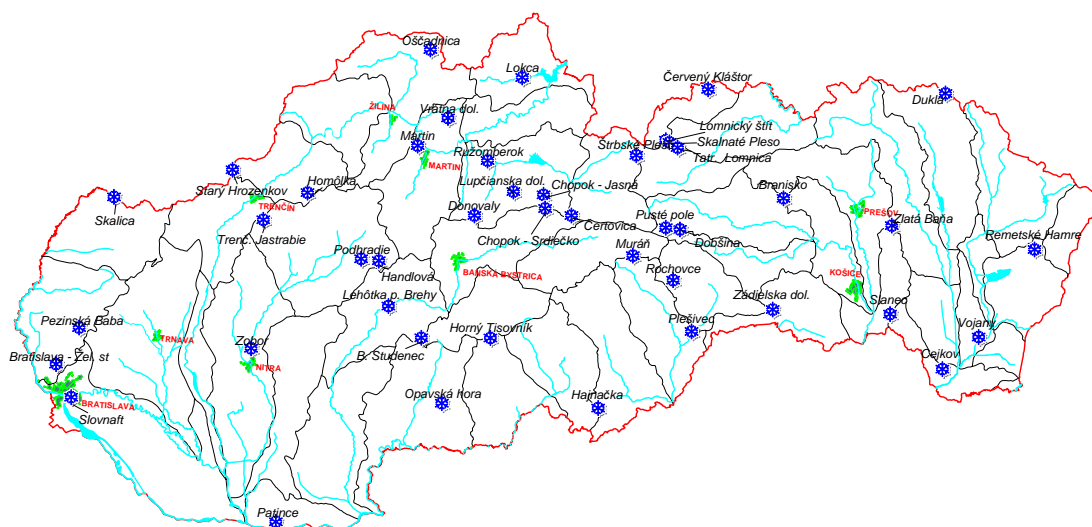 Oščadnica
Lokca
Červený Kláštor
Dukla
ŽILINA
Vrátna dol.
Lomnický štít
Martin
Skalnaté Pleso
Ružomperok
Štrbské Pleso
Tatr. Lomnica
MARTIN
Starý Hrozenkov
Homôlka
Lupčianska dol.
Chopok - Jasná
Branisko
Skalica
TRENČÍN
Donovaly
Čertovica
Pusté pole
PREŠOV
Zlatá Baňa
Trenč. Jastrabie
Chopok - Srdiečko
Dobšina
Remetské Hamre
Podhradie
Muráň
Handlová
BANSKÁ BYSTRICA
Rochovce
KOŠICE
Lehôtka p. Brehy
Zádielska dol.
Slanec
Pezinská Baba
Horný Tisovník
Plešivec
Vojany
TRNAVA
Zobor
Bratislava - Žel. st
B. Studenec
NITRA
Cejkov
Opavská hora
Hajnačka
BRATISLAVA
Slovnaft
Patince